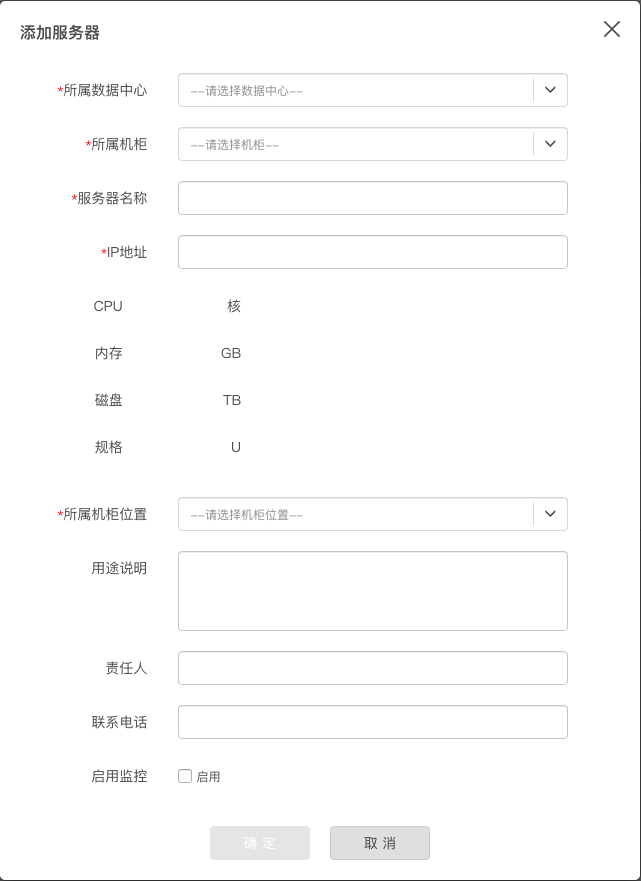 添加服务器
*所属数据中心 --请选择数据中心--
*所属机柜 --请选择机柜--
*服务器名称
*IP地址
CPU 核
内存 GB
磁盘 TB
规格 U
*所属机柜位置 --请选择机柜位置--
用途说明
责任人
联系电话
启用监控 启用
确 定 取 消